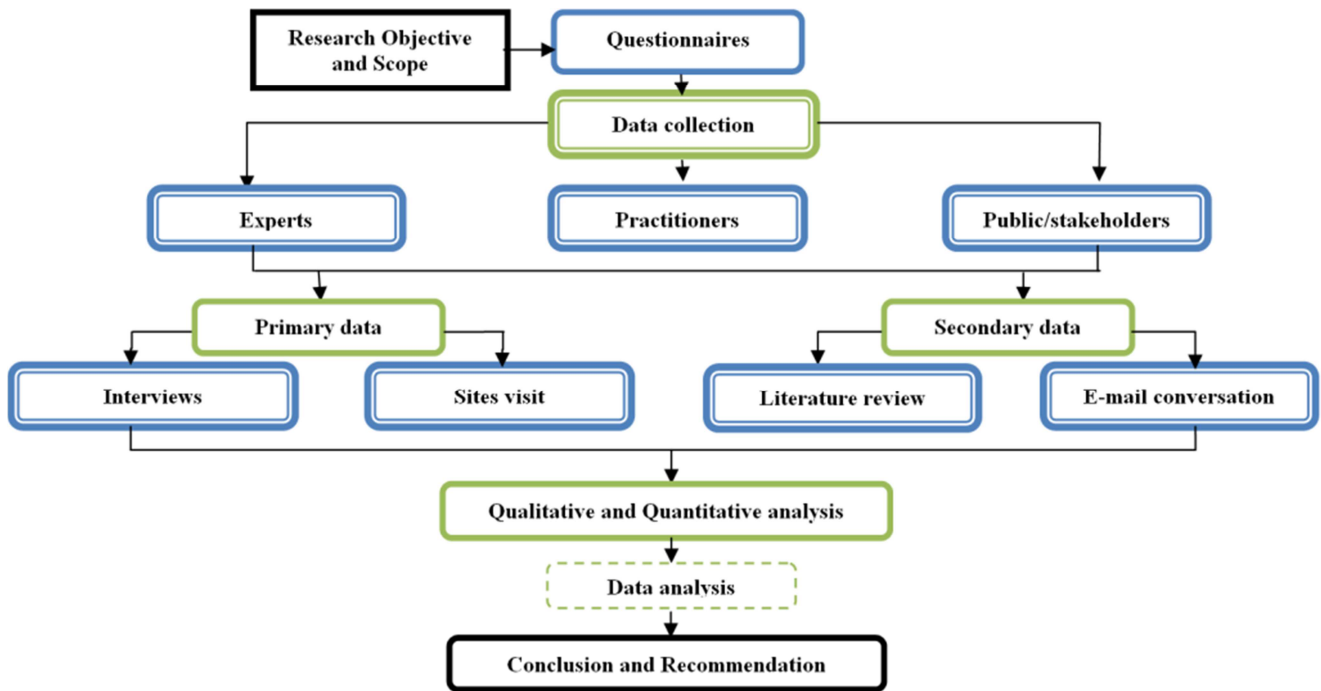 Research Objective
and Scope
Questionnaires
Data collection
Experts
Practitioners
Public/stakeholders
Primary data
Secondary data
Interviews
Sites visit
Literature review
E-mail conversation
Qualitative and Quantitative analysis
Data analysis
Conclusion and Recommendation